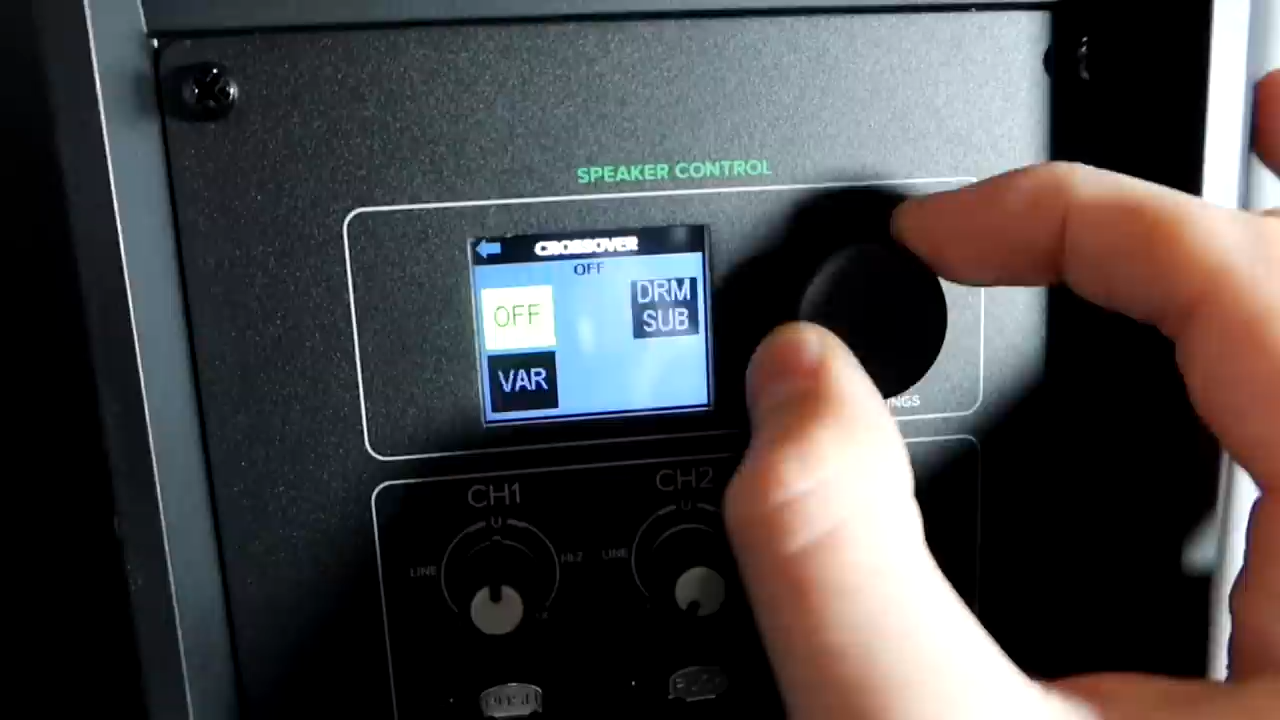 SPEAKER CONTROL
CROSSOVER
OFF
OFF
DRM
SUB
VAR
CH1
CH2
U
U
LINE
HI-Z
LINE